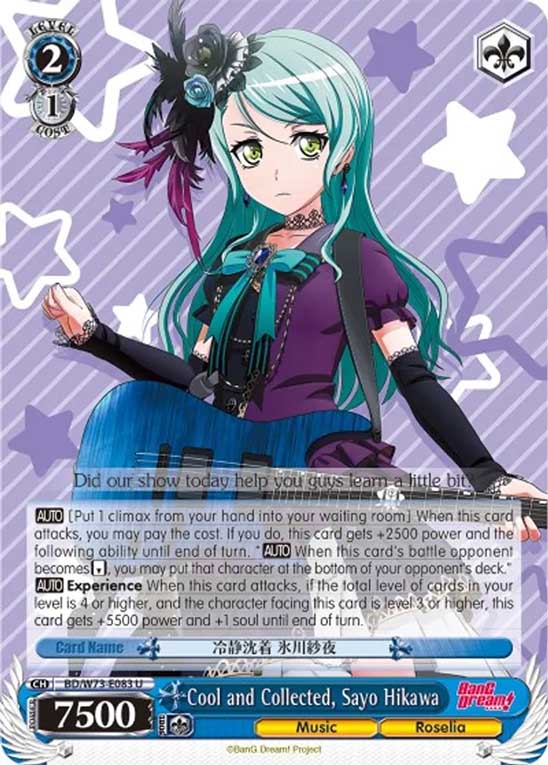 LEVEL
2
1
COST
Did our show today help you guys learn a little bit?
AUTO [Put 1 climax from your hand into your waiting room] When this card
attacks, you may pay the cost. If you do, this card gets +2500 power and the
following ability until end of turn. "AUTO When this card's battle opponent
becomes , you may put that character at the bottom of your opponent's deck."
AUTO Experience When this card attacks, if the total level of cards in your
level is 4 or higher, and the character facing this card is level 3 or higher, this
card gets +5500 power and +1 soul until end of turn.
Card Name 冷静沈着 氷川紗夜
CH BD/W73-E083 U
Cool and Collected, Sayo Hikawa
BanG Dream!
POWER 7500 SOUL
Music Roselia
©BanG Dream! Project